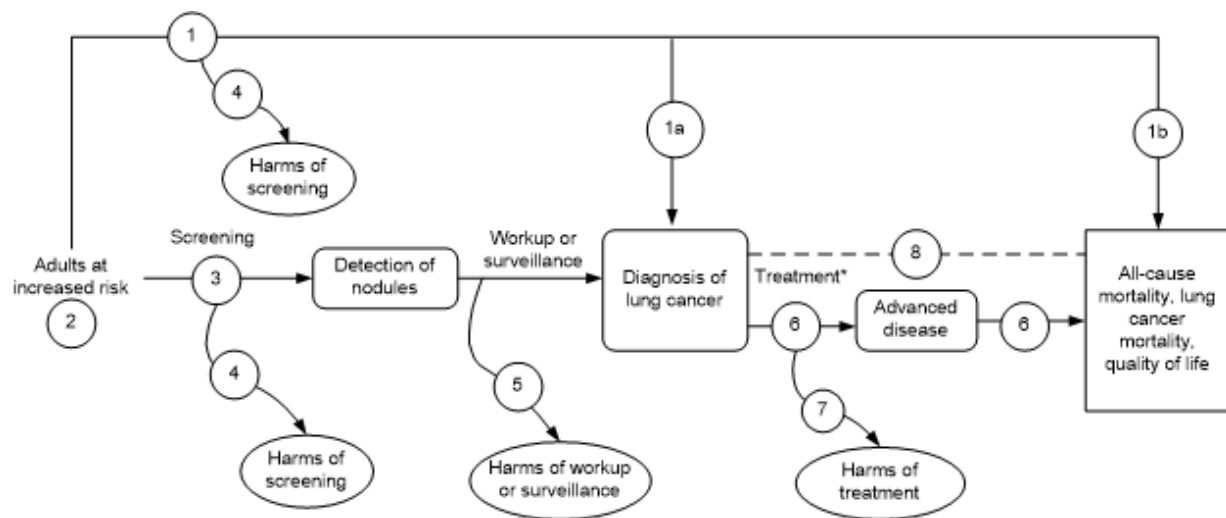 1
4
Harms of
screening
1a
1b
Adults at
increased risk
2
Screening
3
Detection of
nodules
Workup or
surveillance
Diagnosis of
lung cancer
8
Treatment*
6
Advanced
disease
6
All-cause
mortality, lung
cancer
mortality,
quality of life
4
Harms of
screening
5
Harms of workup
or surveillance
7
Harms of
treatment